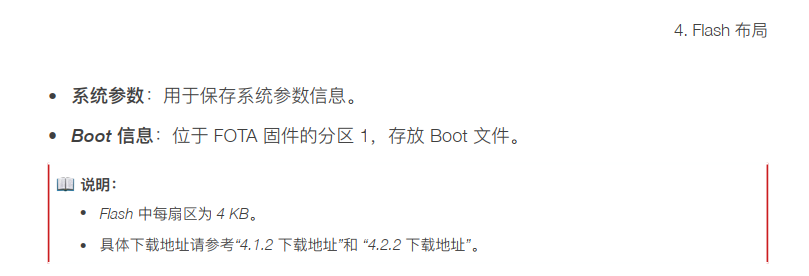 4. Flash 布局
• 系统参数：用于保存系统参数信息。
• Boot 信息：位于 FOTA 固件的分区 1，存放 Boot 文件。
📖 说明：
• Flash 中每扇区为 4 KB。
• 具体下载地址请参考“4.1.2 下载地址”和 “4.2.2 下载地址”。